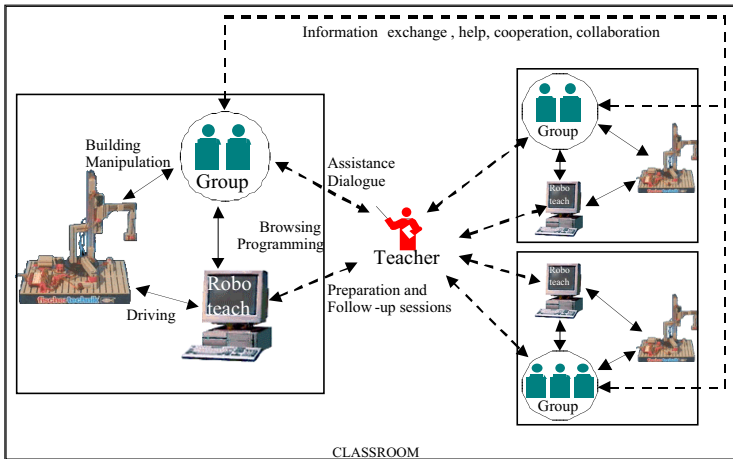 Information exchange , help, cooperation, collaboration
Building
Manipulation
Group
Assistance
Dialogue
Browsing
Programming
Teacher
Robo
teach
fischertechnik
Driving
Preparation and
Follow -up sessions
Group
Robo
teach
Robo
teach
Group
CLASSROOM